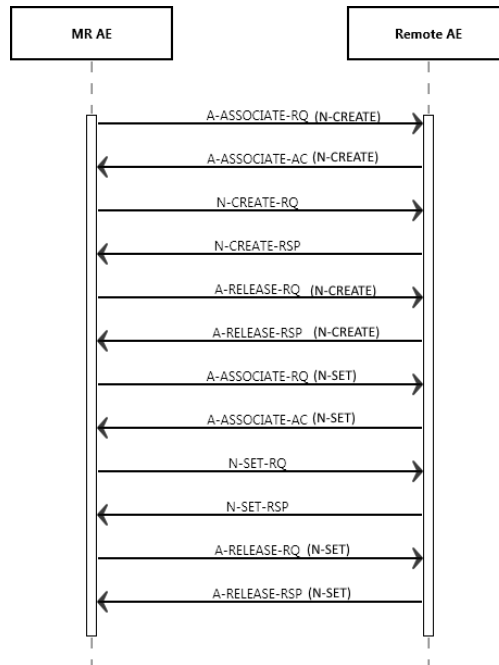 MR AE
Remote AE
A-ASSOCIATE-RQ (N-CREATE)
A-ASSOCIATE-AC (N-CREATE)
N-CREATE-RQ
N-CREATE-RSP
A-RELEASE-RQ (N-CREATE)
A-RELEASE-RSP (N-CREATE)
A-ASSOCIATE-RQ (N-SET)
A-ASSOCIATE-AC (N-SET)
N-SET-RQ
N-SET-RSP
A-RELEASE-RQ (N-SET)
A-RELEASE-RSP (N-SET)